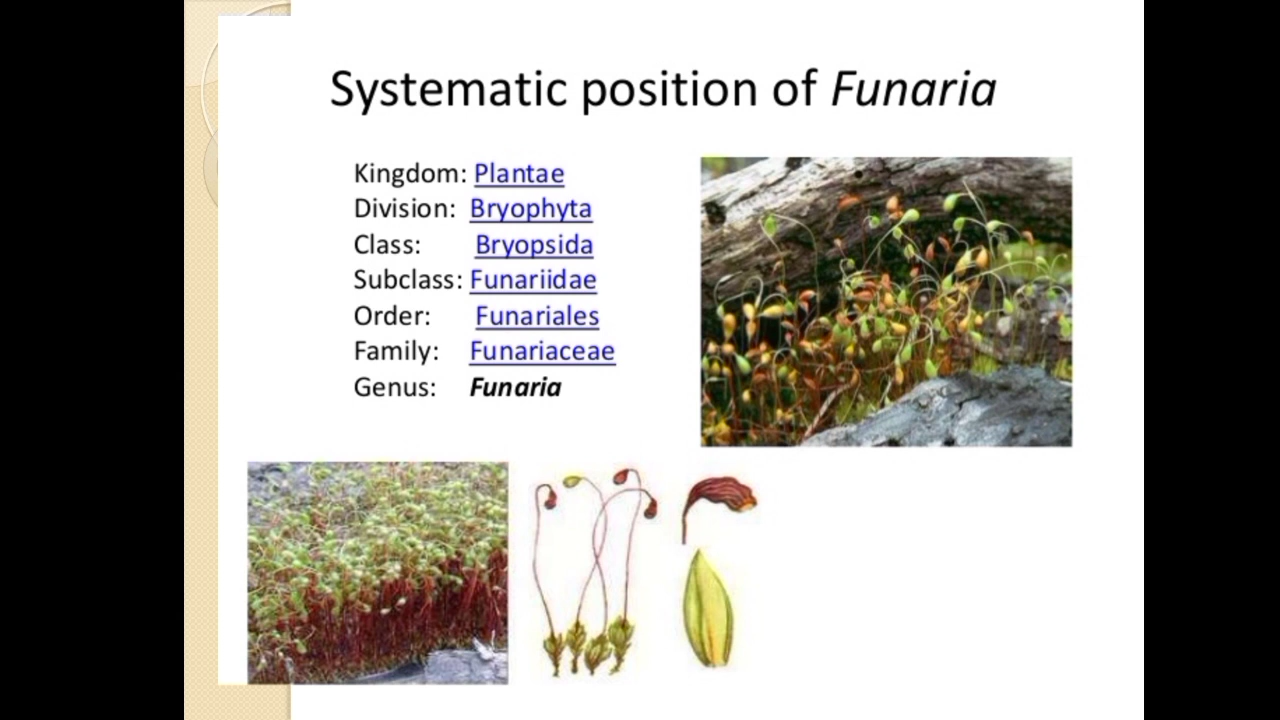 Systematic position of Funaria
Kingdom: Plantae
Division: Bryophyta
Class: Bryopsida
Subclass: Funariidae
Order: Funariales
Family: Funariaceae
Genus: Funaria